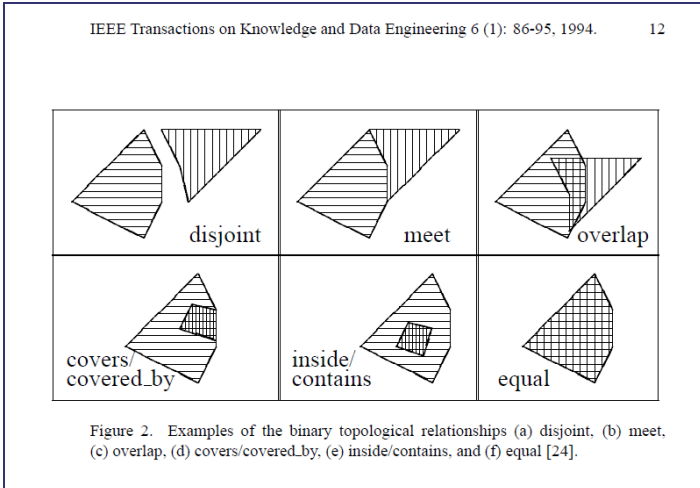 IEEE Transactions on Knowledge and Data Engineering 6 (1): 86-95, 1994. 12
disjoint
meet
overlap
covers/
covered_by
inside/
contains
equal
Figure 2. Examples of the binary topological relationships (a) disjoint, (b) meet,
(c) overlap, (d) covers/covered_by, (e) inside/contains, and (f) equal [24].